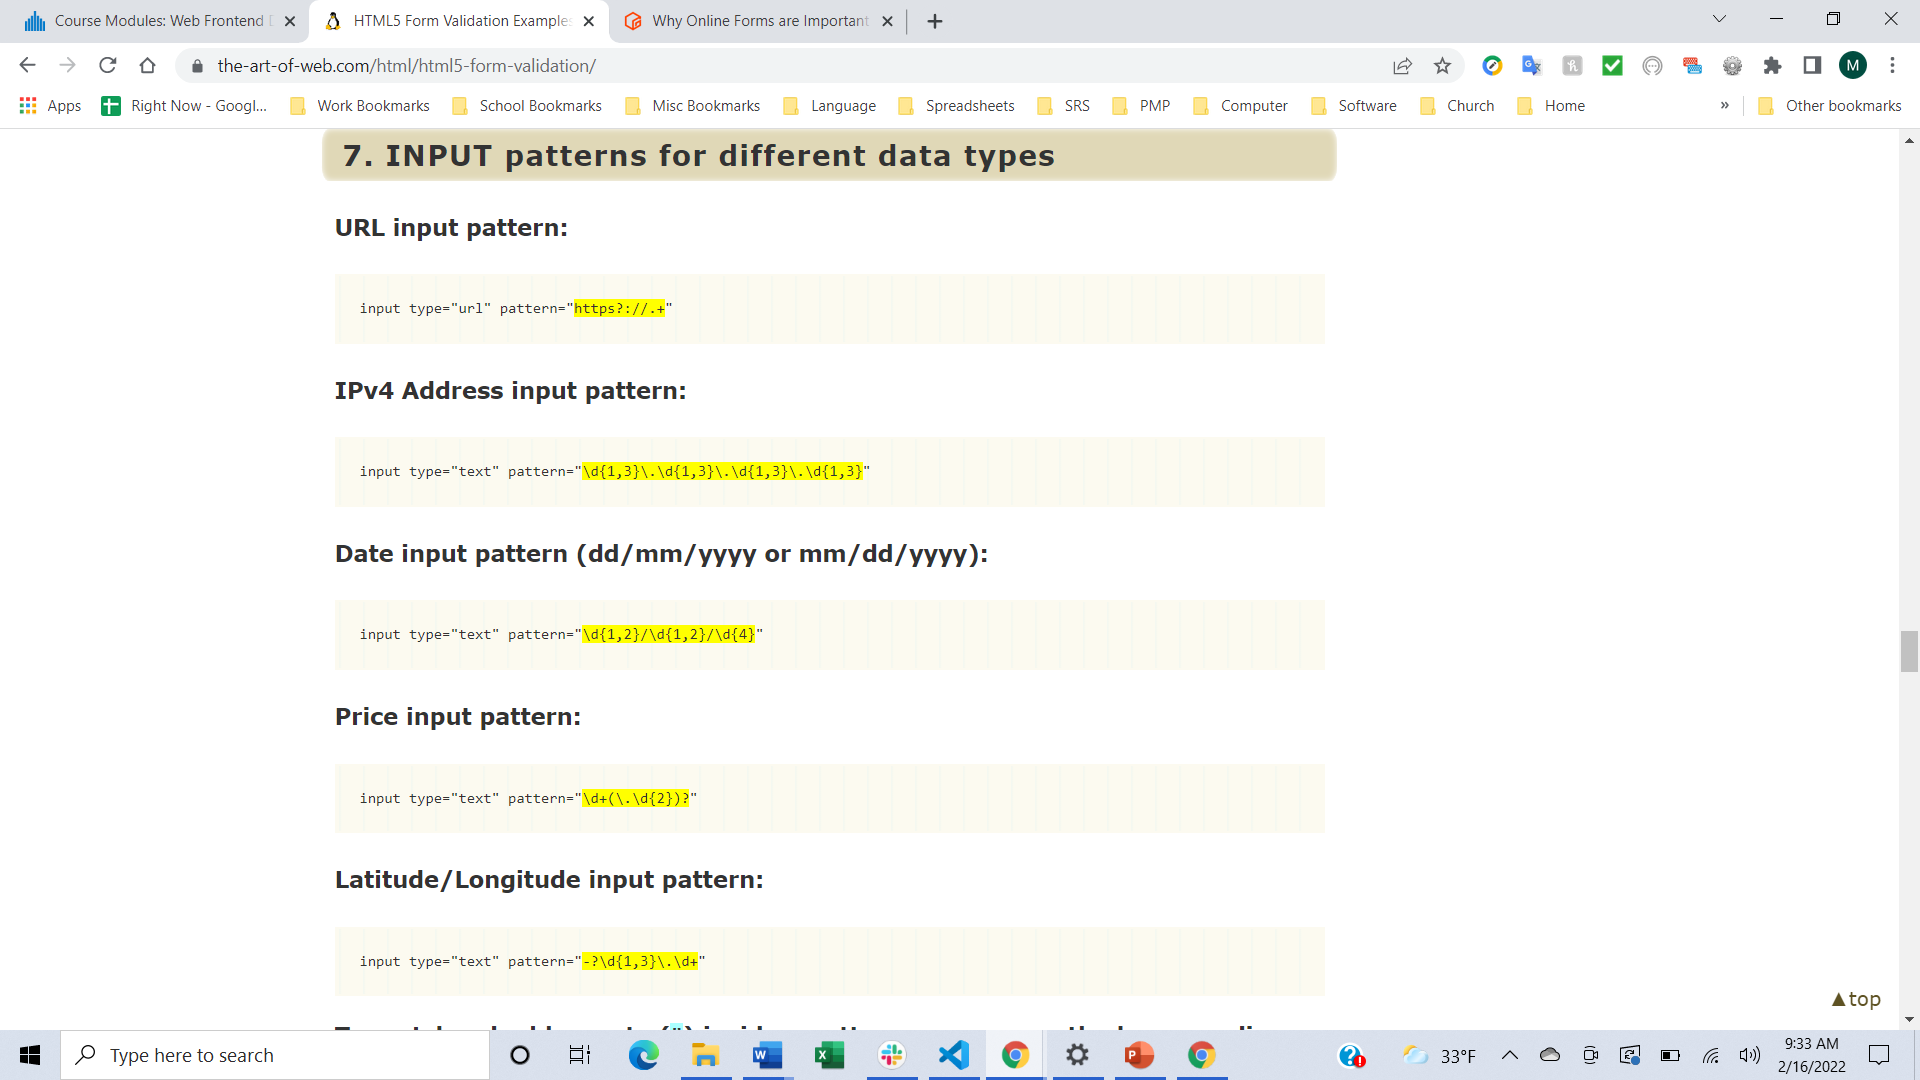 Course Modules: Web Frontend D
HTML5 Form Validation Examples
Why Online Forms are Important
the-art-of-web.com/html/html5-form-validation/
M
Apps
Right Now - Googl...
Work Bookmarks
School Bookmarks
Misc Bookmarks
Language
Spreadsheets
SRS
PMP
Computer
Software
Church
Home
»
Other bookmarks
7. INPUT patterns for different data types
URL input pattern:
input type="url" pattern="https?://.+"
IPv4 Address input pattern:
input type="text" pattern="\d{1,3}\.\d{1,3}\.\d{1,3}\.\d{1,3}"
Date input pattern (dd/mm/yyyy or mm/dd/yyyy):
input type="text" pattern="\d{1,2}/\d{1,2}/\d{4}"
Price input pattern:
input type="text" pattern="\d+(\.\d{2})?"
Latitude/Longitude input pattern:
input type="text" pattern="-?\d{1,3}\.\d+"
▲top
Type here to search
33°F
9:33 AM
2/16/2022